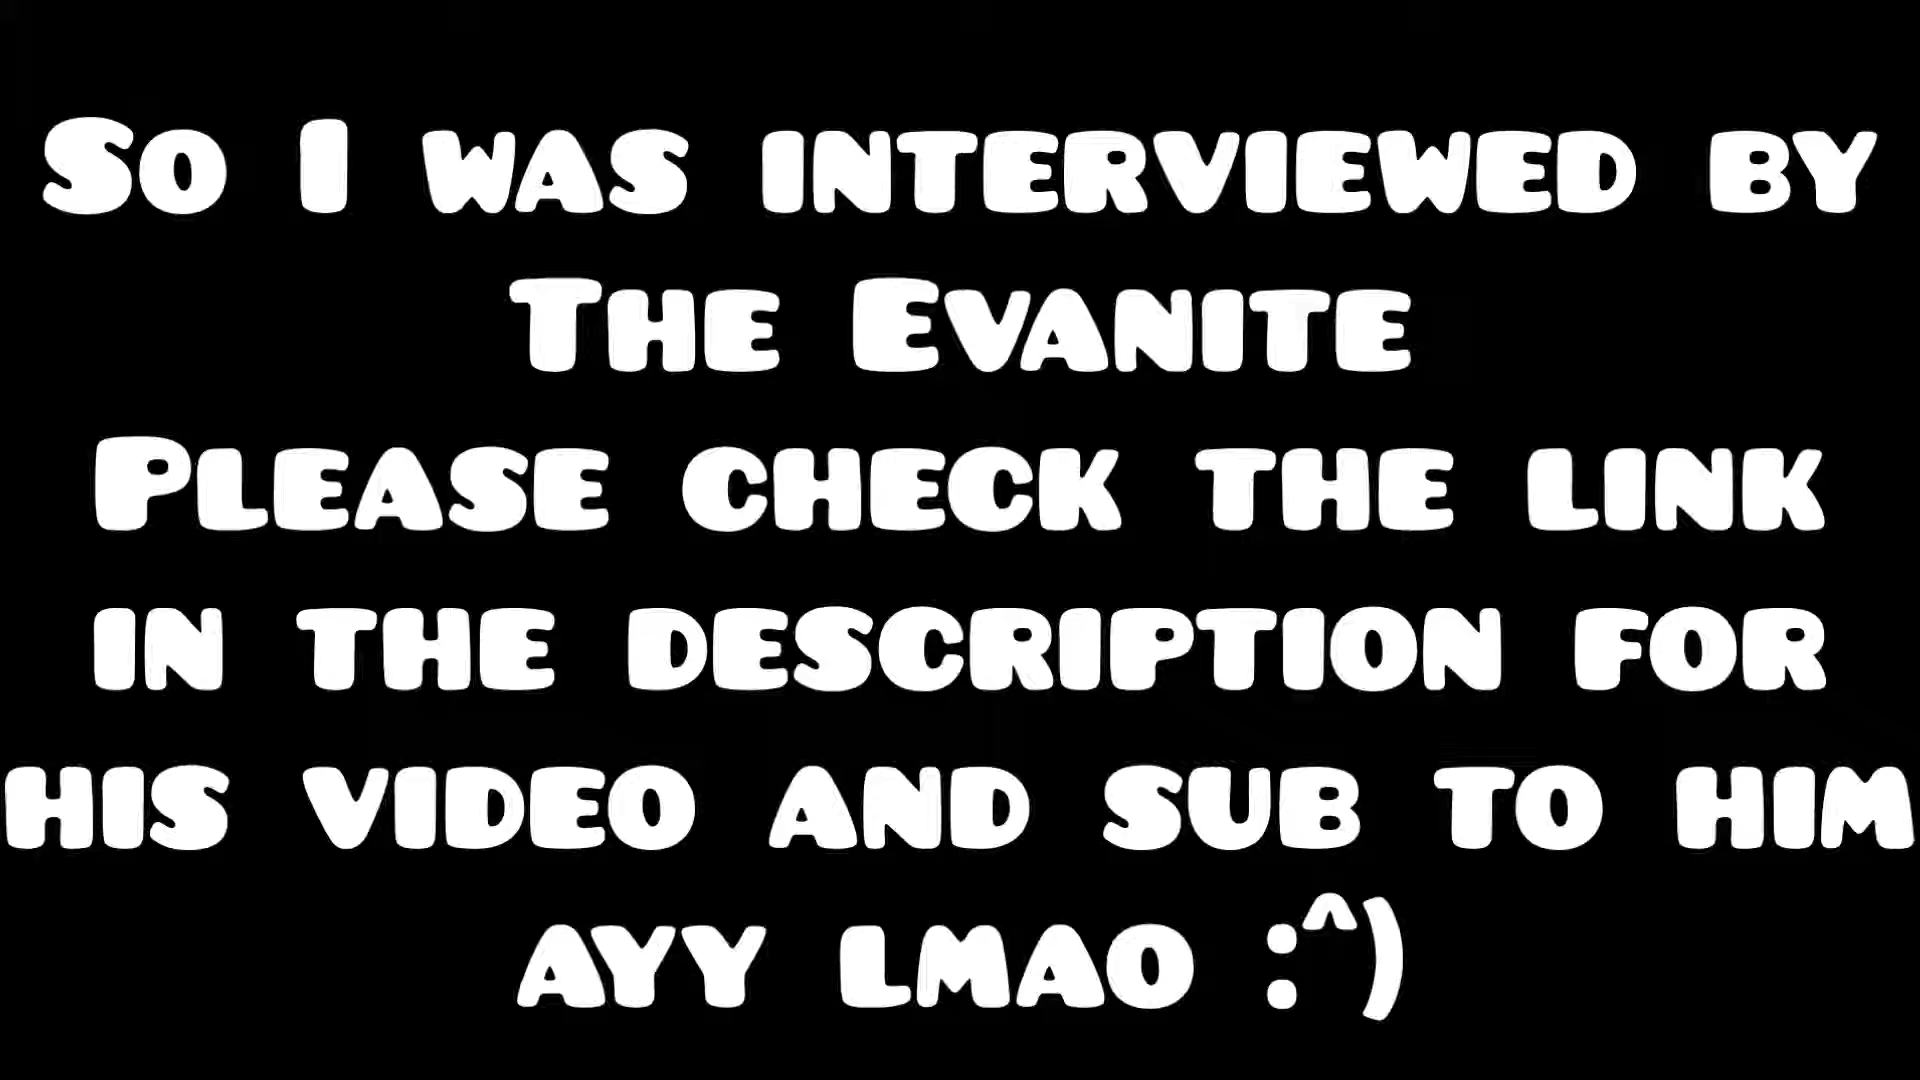 So I was interviewed by
The Evanite
Please check the link
in the description for
his video and sub to him
ayy lmao :^)